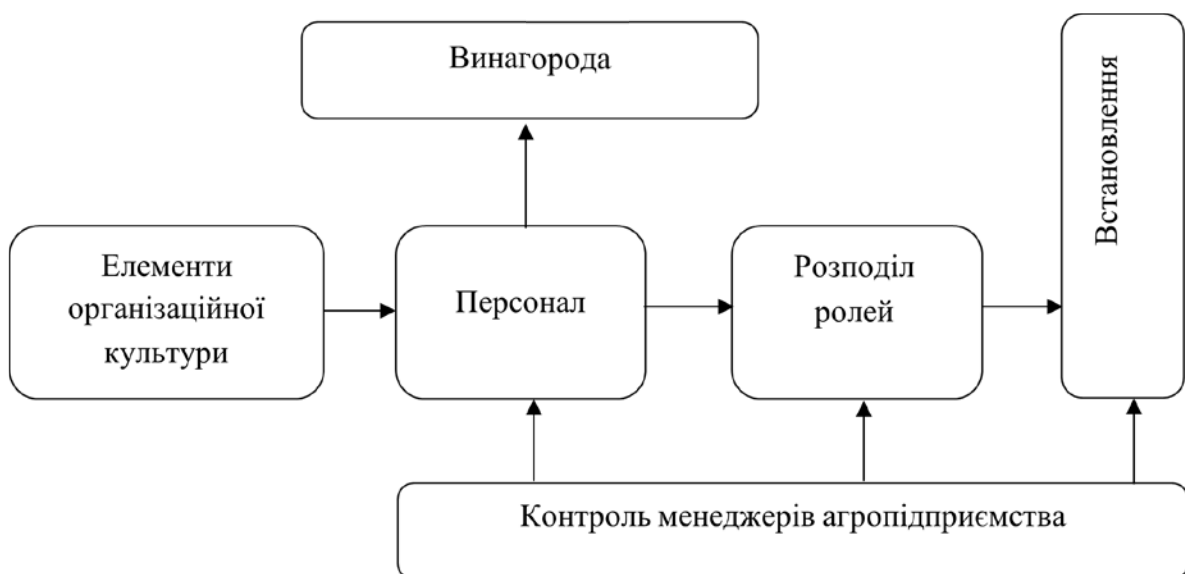 Винагорода
Встановлення
Елементи
організаційної
культури
Персонал
Розподіл
ролей
Контроль менеджерів агропідприємства